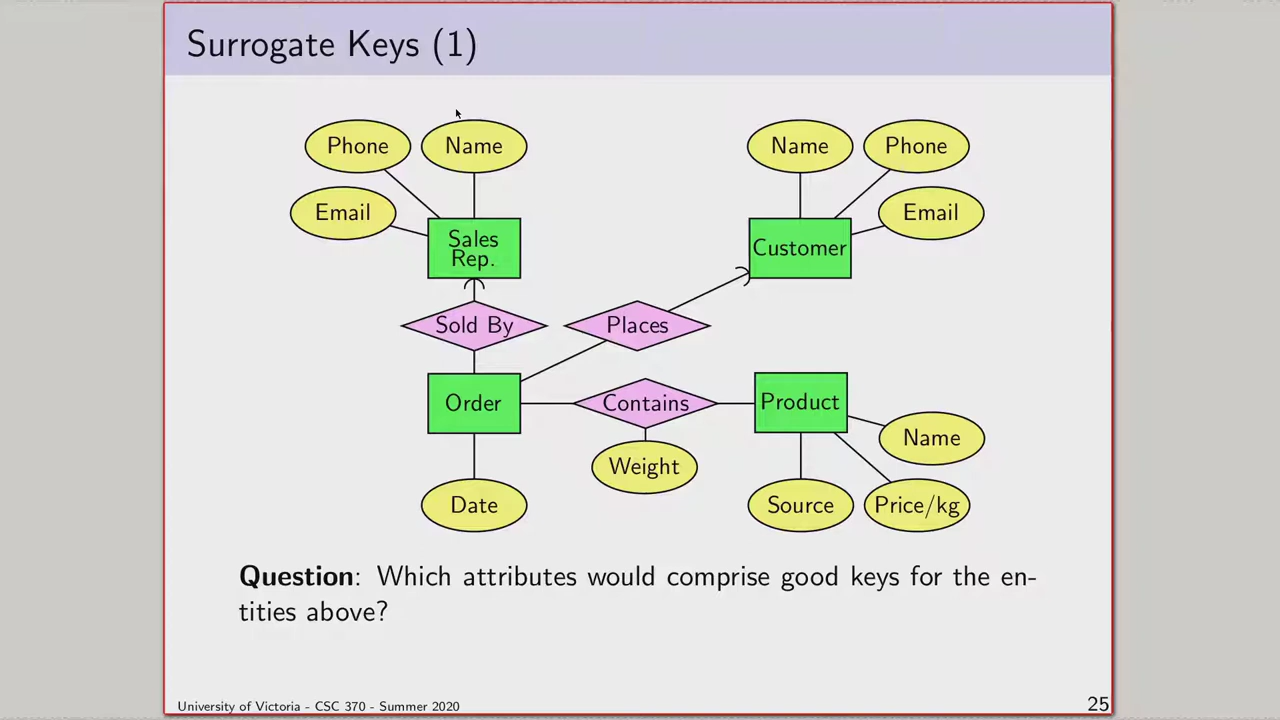 Surrogate Keys (1)
Phone
Name
Name
Phone
Email
Email
Sales
Rep.
Customer
Sold By
Places
Order
Contains
Product
Name
Weight
Date
Source
Price/kg
Question: Which attributes would comprise good keys for the en-
tities above?
University of Victoria - CSC 370 - Summer 2020
25